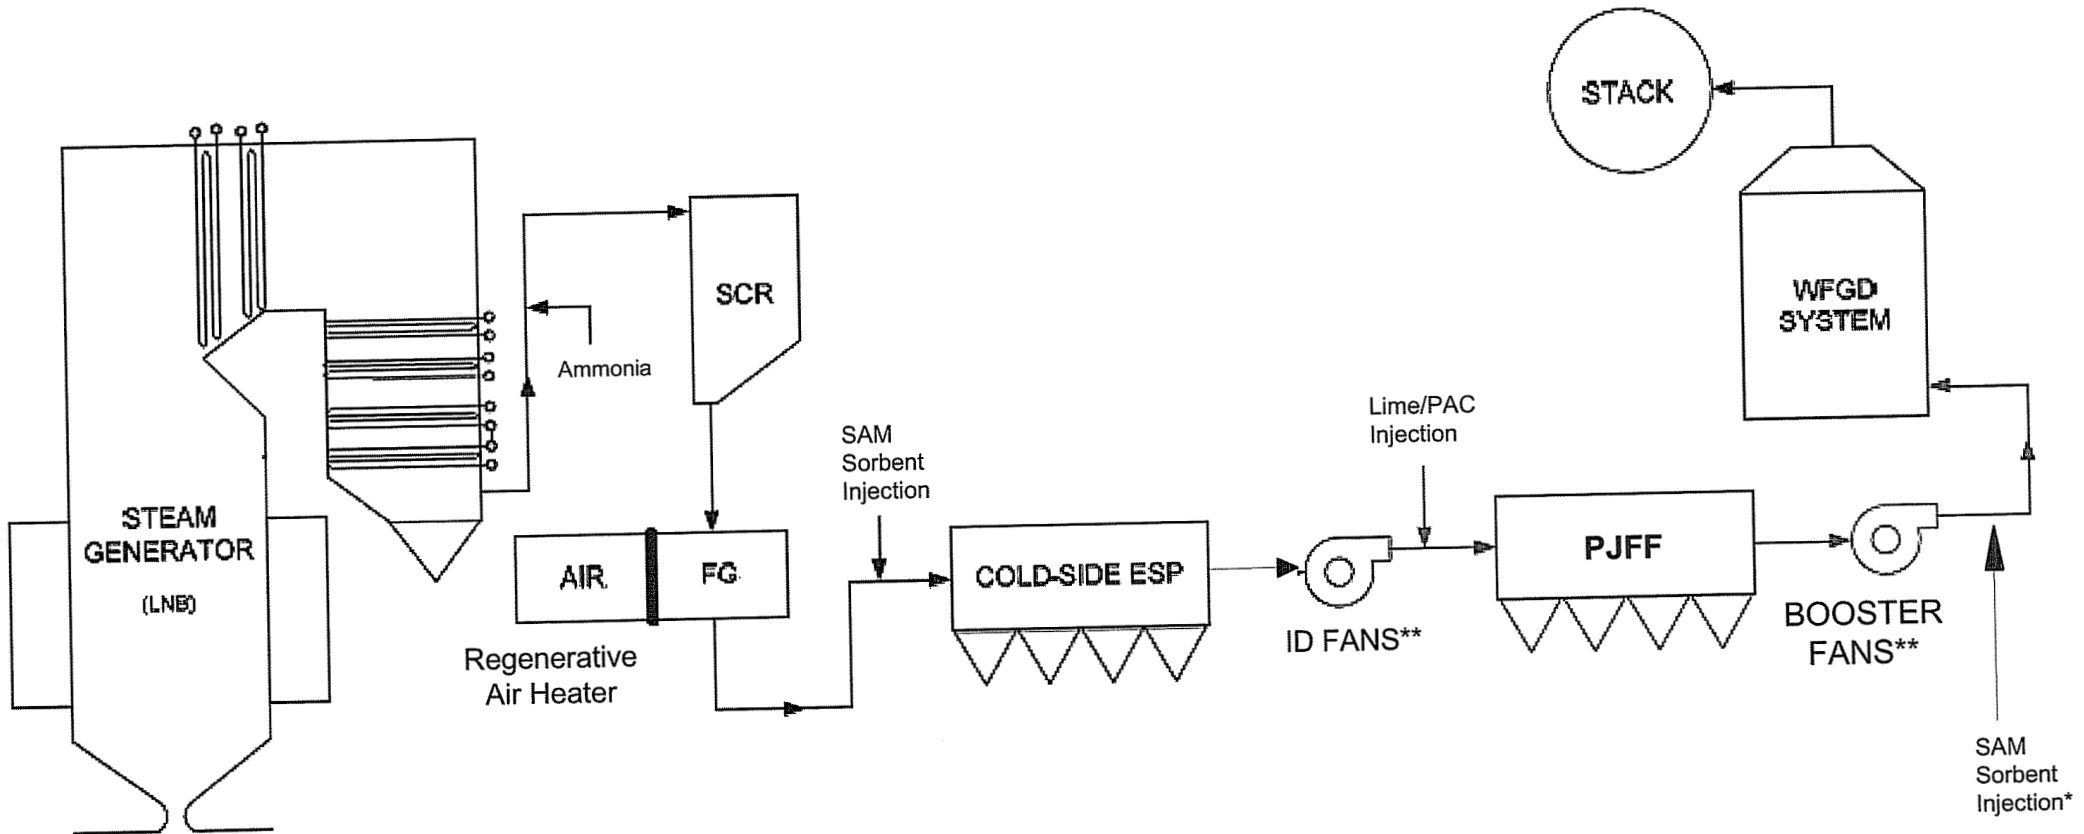 STACK
SCR
WFGD
SYSTEM
Ammonia
Lime/PAC
Injection
SAM
Sorbent
Injection
STEAM
GENERATOR
(LNB)
AIR
FG
COLD-SIDE ESP
PJFF
ID FANS**
BOOSTER
FANS**
Regenerative
Air Heater
SAM
Sorbent
Injection*